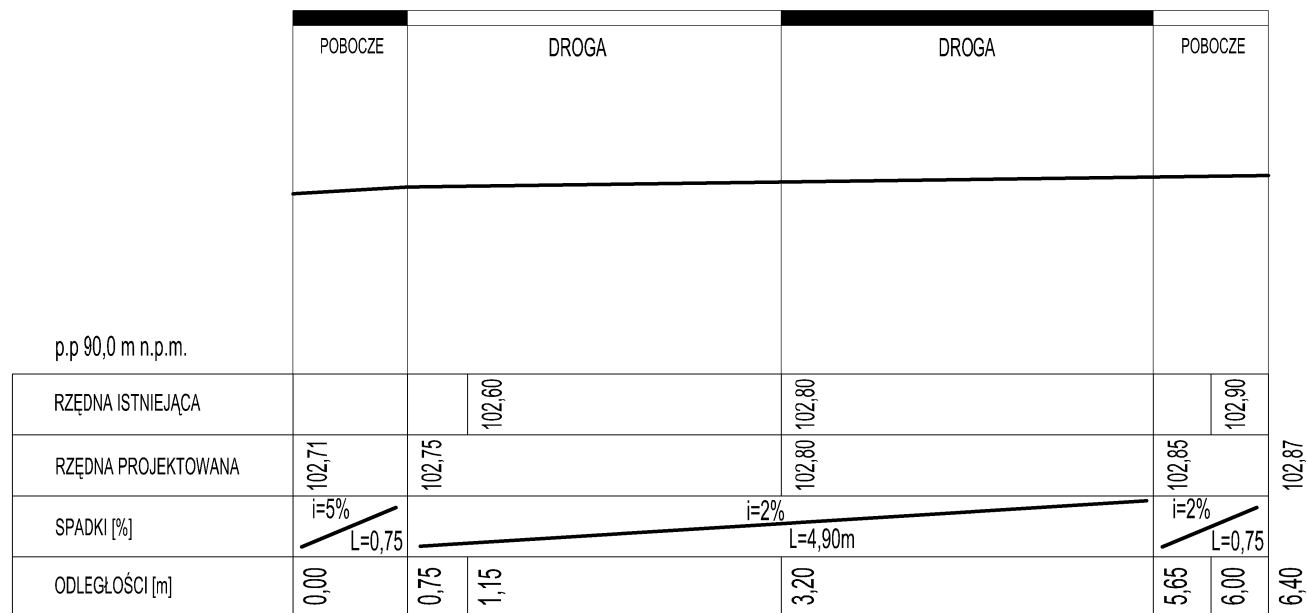 POBOCZE DROGA DROGA POBOCZE
p.p 90,0 m n.p.m.
RZĘDNA ISTNIEJĄCA 102,60 102,80 102,90
RZĘDNA PROJEKTOWANA 102,71 102,75 102,80 102,85 102,87
SPADKI [%] i=5% L=0,75 i=2% L=4,90m i=2% L=0,75
ODLEGŁOŚCI [m] 0,00 0,75 1,15 3,20 5,65 6,00 6,40